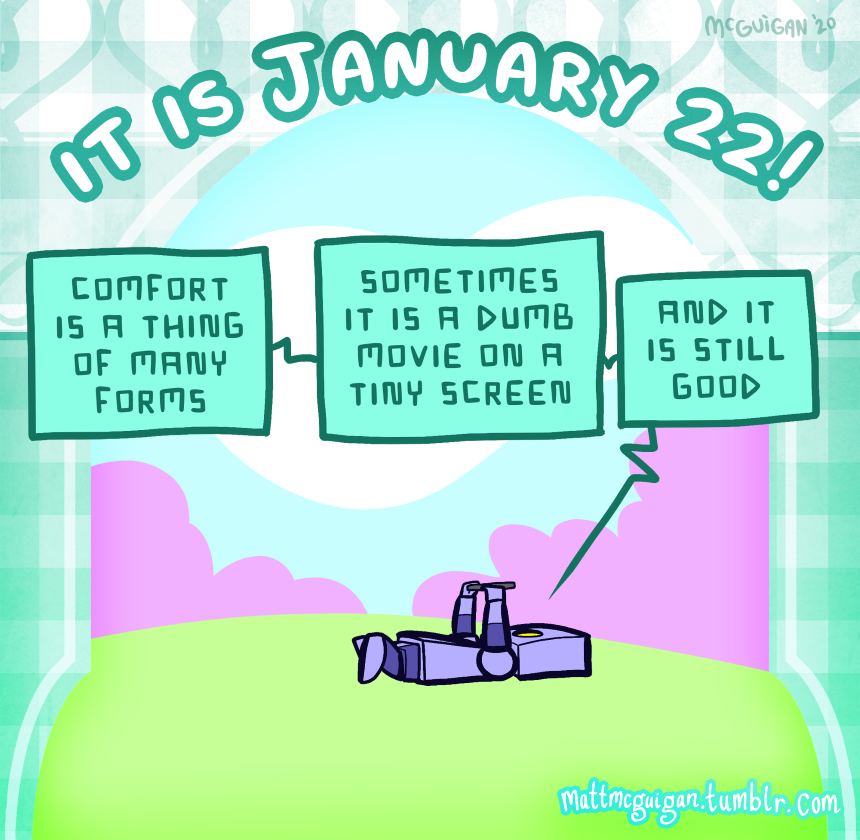 McGUiGAN '20
IT IS JANUARY 22!
COMFORT
IS A THING
OF MANY
FORMS
SOMETIMES
IT IS A DUMB
MOVIE ON A
TINY SCREEN
AND IT
IS STILL
GOOD
mattmcguigan.tumblr.com